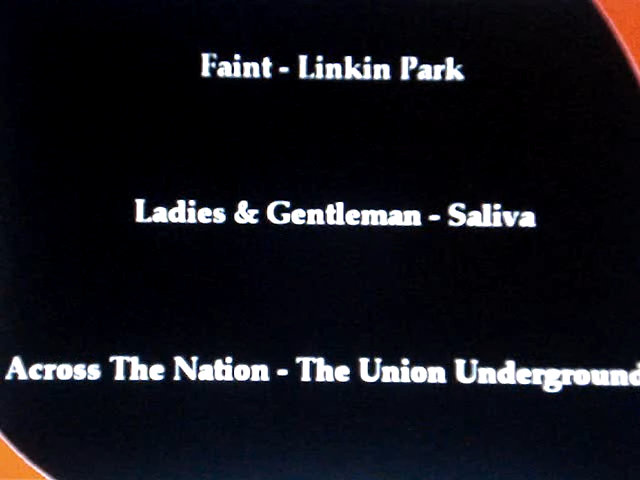 Faint - Linkin Park
Ladies & Gentleman - Saliva
Across The Nation - The Union Underground